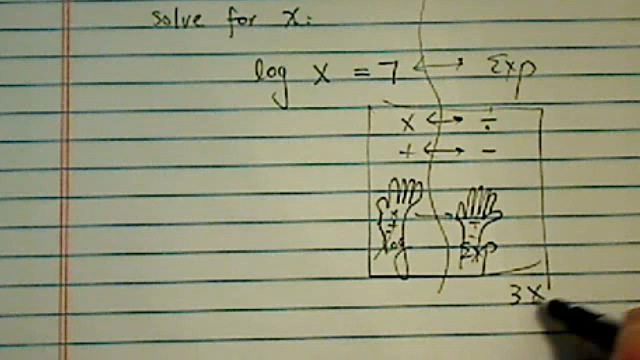 solve for x:
log x = 7 ↔ Exp
x ↔ ÷
+ ↔ -
log Exp
3x